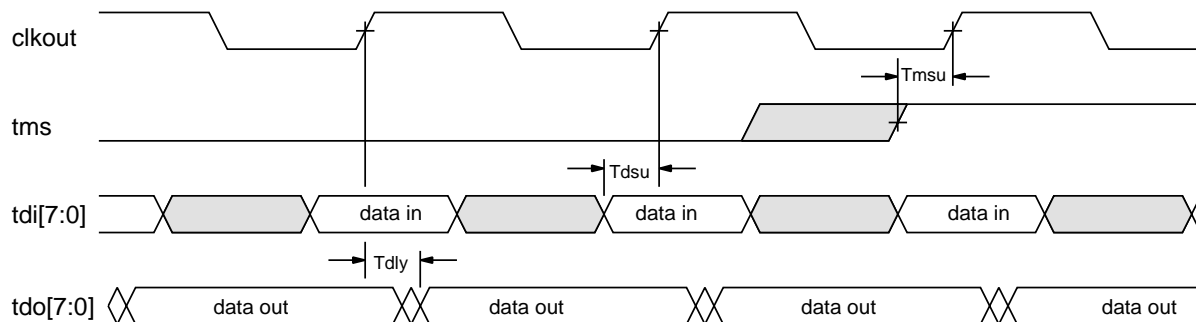 clkout
Tmsu
tms
Tdsu
tdi[7:0] data in data in data in
Tdly
tdo[7:0] data out data out data out data out